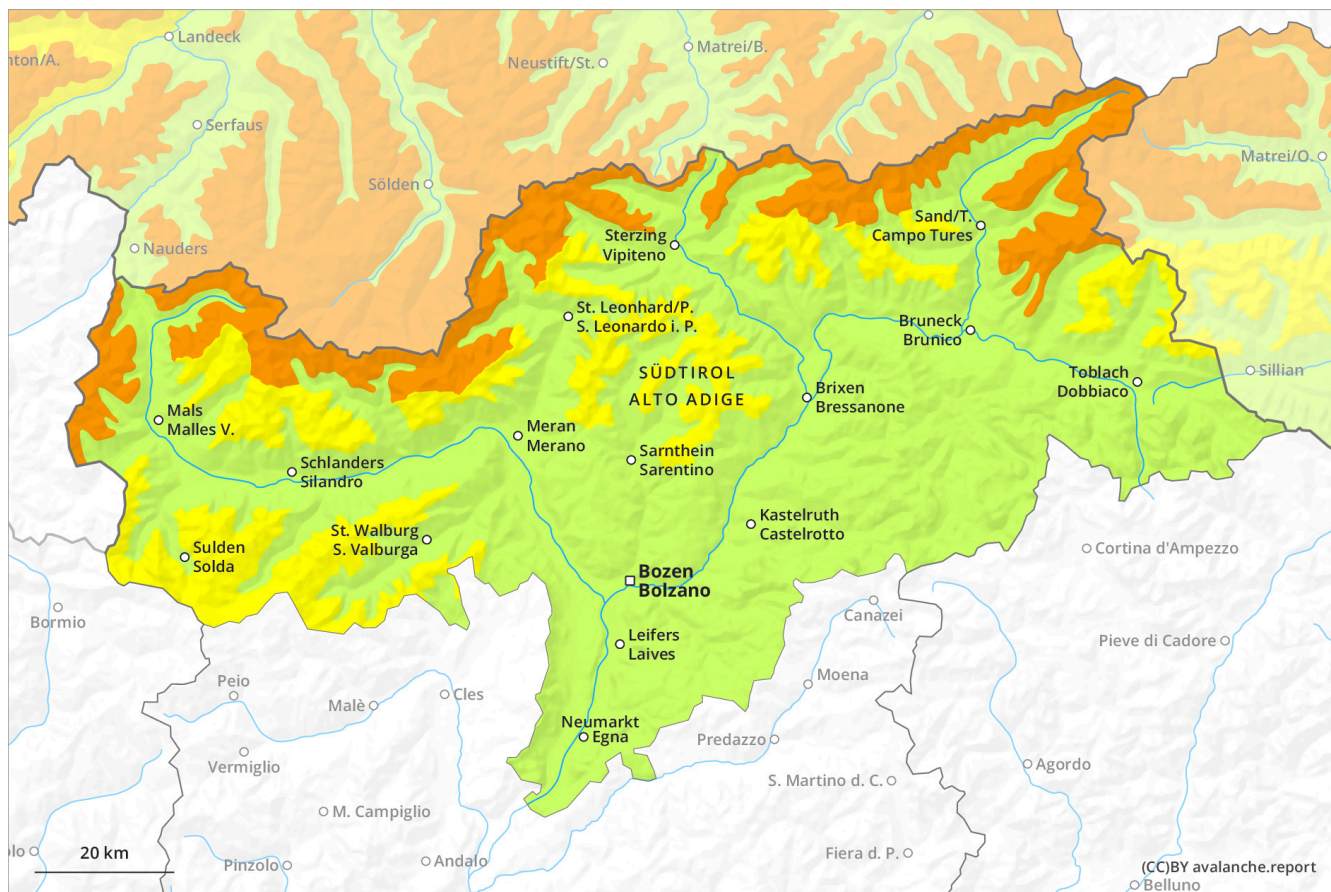 Landeck
nton/A.
Matrei/B.
Neustift/St.
Serfaus
Sölden
Matrei/O.
Nauders
Sand/T.
Campo Tures
Sterzing
Vipiteno
St. Leonhard/P.
S. Leonardo i. P.
Bruneck
Brunico
SÜDTIROL
ALTO ADIGE
Toblach
Dobbiaco
Sillian
Brixen
Bressanone
Mals
Malles V.
Meran
Merano
Sarnthein
Sarentino
Schlanders
Silandro
Kastelruth
Castelrotto
St. Walburg
S. Valburga
Sulden
Solda
Cortina d'Ampezzo
Bozen
Bolzano
Bormio
Canazei
Leifers
Laives
Pieve di Cadore
Peio
Moena
Malè
Cles
Neumarkt
Egna
Predazzo
Vermiglio
Agordo
S. Martino d. C.
M. Campiglio
olo
20 km
Pinzolo
Andalo
Fiera d. P.
(CC)BY avalanche.report
Belluno